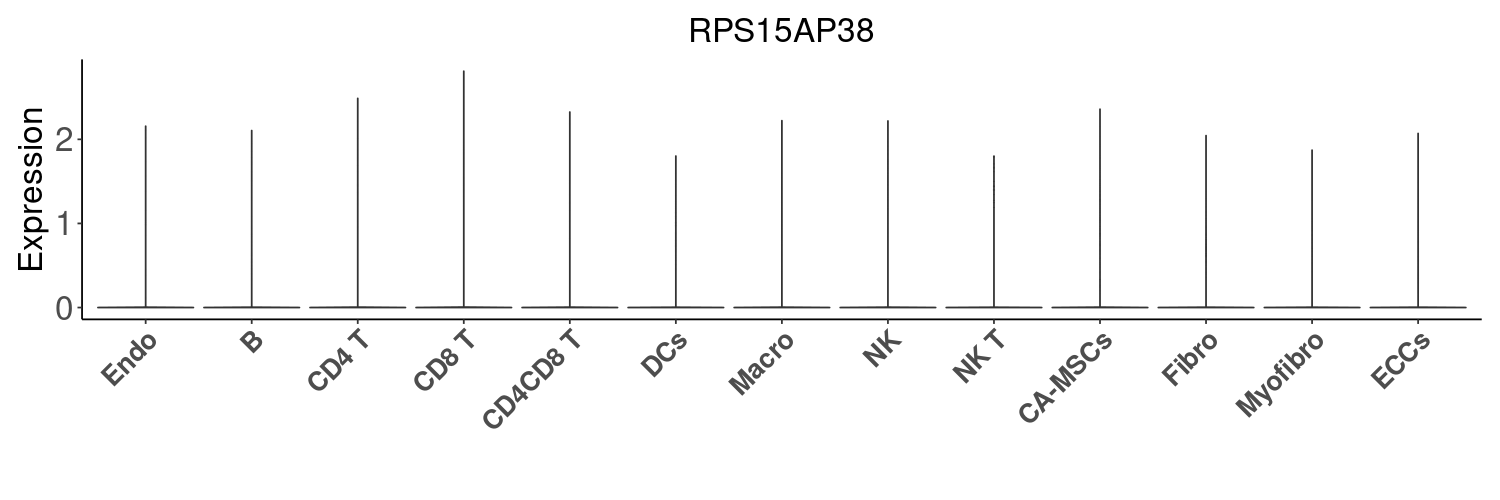 RPS15AP38
Expression
2
1
0
Endo
B
CD4 T
CD8 T
CD4CD8 T
DCs
Macro
NK
NK T
CA-MSCs
Fibro
Myofibro
ECCs